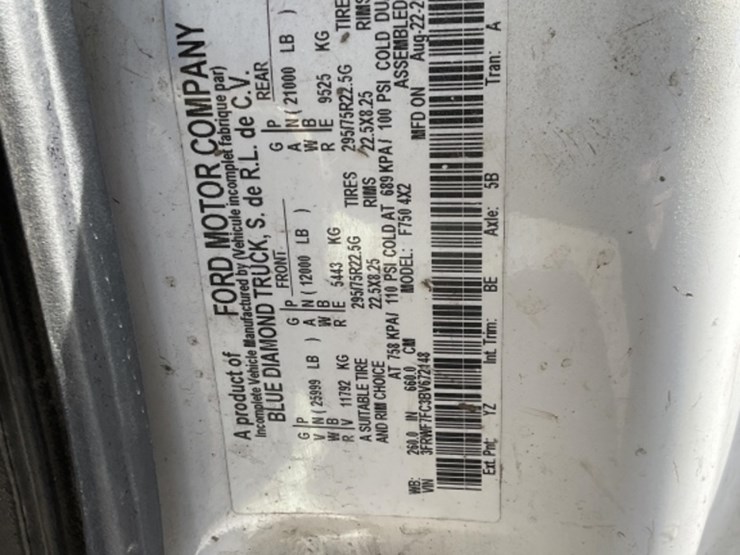 A product of FORD MOTOR COMPANY
Incomplete Vehicle Manufactured by (Vehicule incomplet fabrique par)
BLUE DIAMOND TRUCK, S. de R.L. de C.V.
FRONT REAR
G P G P G P
V N ( 25999 LB ) A N ( 12000 LB ) A N ( 21000 LB )
W B W B W B
R V 11792 KG R E 5443 KG R E 9525 KG
A SUITABLE TIRE 295/75R22.5G TIRES 295/75R22.5G TIRE
AND RIM CHOICE 22.5X8.25 RIMS 22.5X8.25 RIMS
AT 758 KPA/ 110 PSI COLD AT 689 KPA/ 100 PSI COLD
WB: 260.0 IN 660.0 CM MODEL: F750 4X2 ASSEMBLED
VIN 3FRWF7FC3BV672148 MFD ON Aug-22-2
Ext. Pnt: YZ Int. Trm: BE Axle: 5B Tran: A